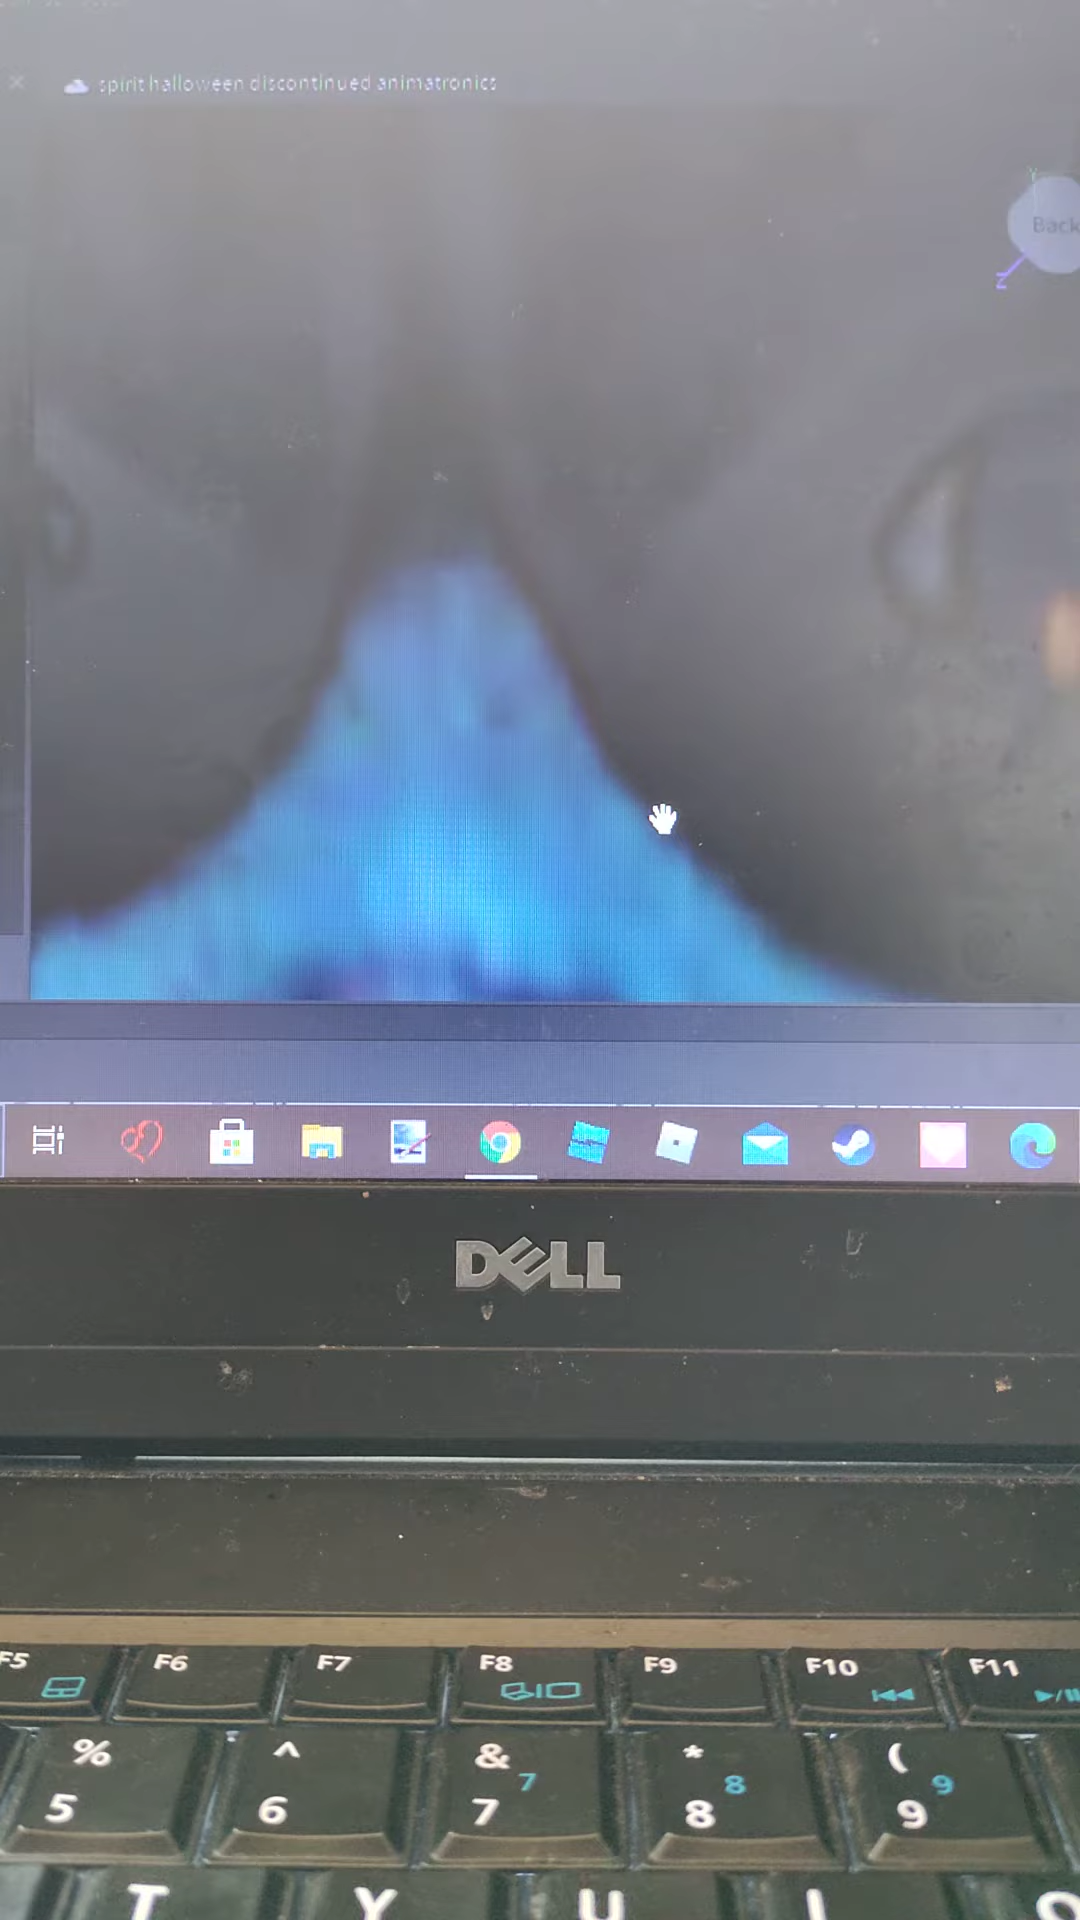 spirit halloween discontinued animatronics
Y
Back
Z
DELL
F5 F6 F7 F8 F9 F10 F11
% ^ & * (
7 8 9
5 6 7 8 9
T Y U I O